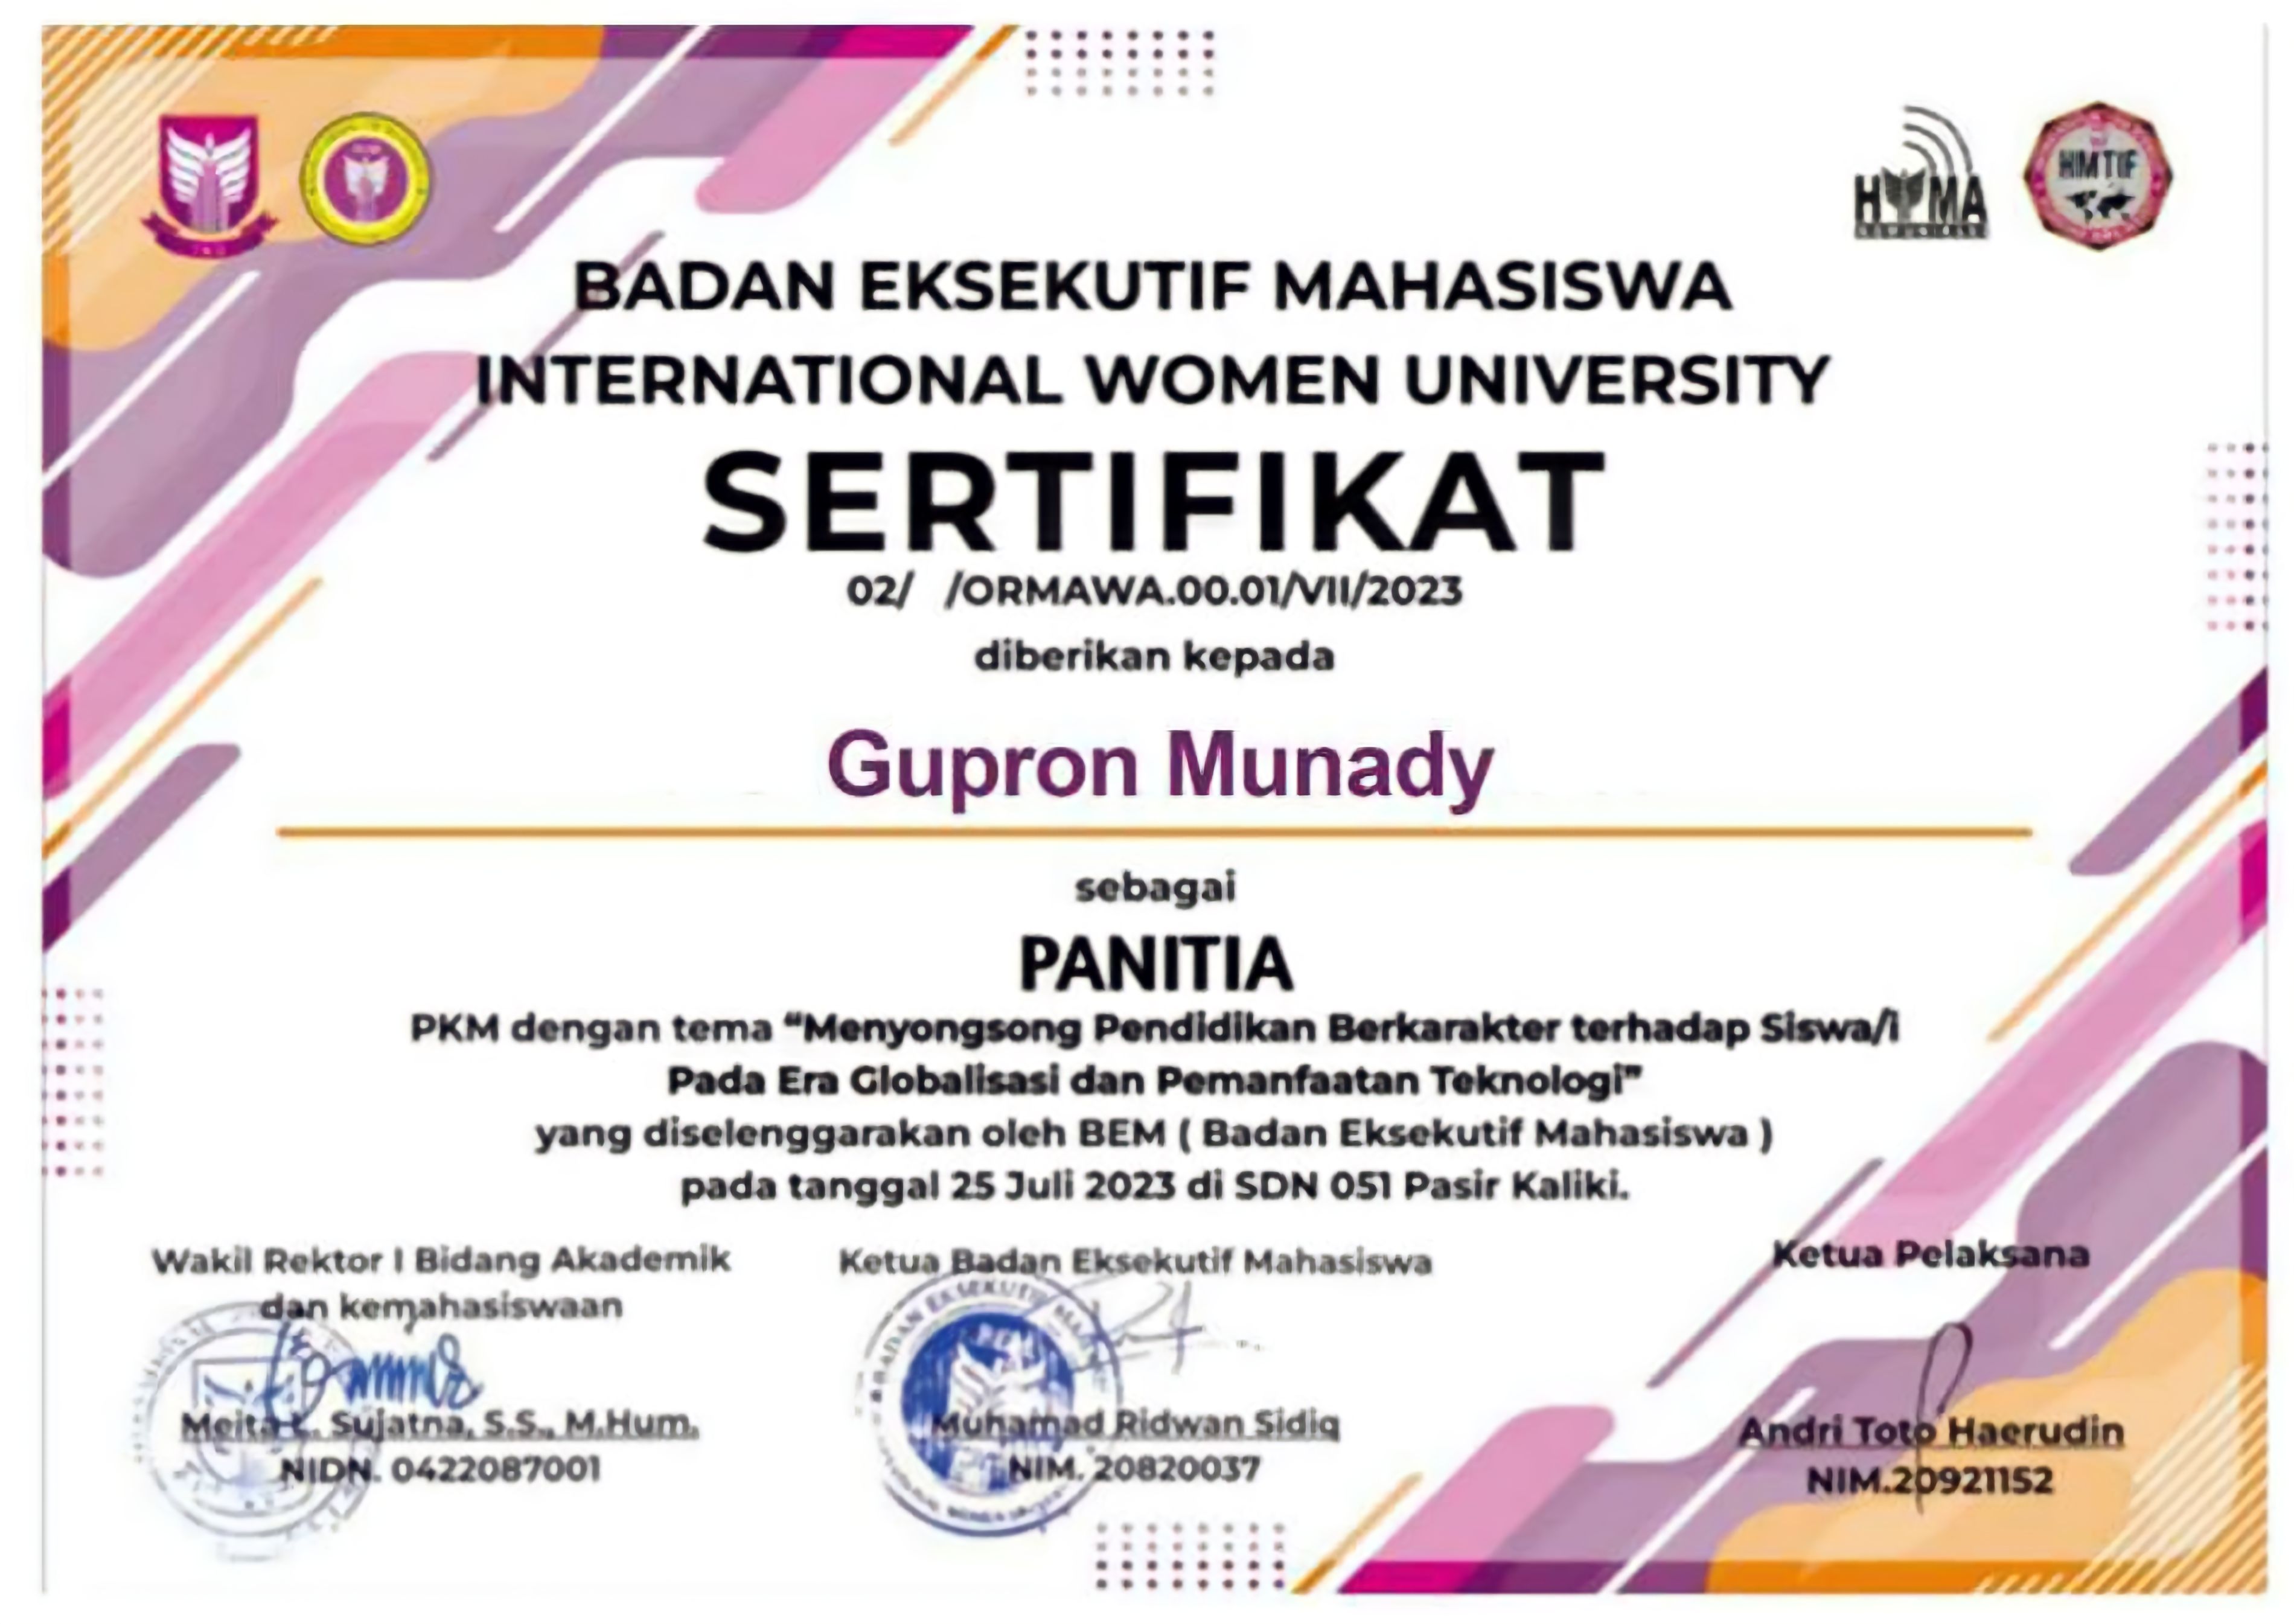 HIMA
HMTIF
BADAN EKSEKUTIF MAHASISWA
INTERNATIONAL WOMEN UNIVERSITY
SERTIFIKAT
02/ /ORMAWA.00.01/VII/2023
diberikan kepada
Gupron Munady
sebagai
PANITIA
PKM dengan tema “Menyongsong Pendidikan Berkarakter terhadap Siswa/i
Pada Era Globalisasi dan Pemanfaatan Teknologi”
yang diselenggarakan oleh BEM ( Badan Eksekutif Mahasiswa )
pada tanggal 25 Juli 2023 di SDN 051 Pasir Kaliki.
Wakil Rektor I Bidang Akademik
dan kemahasiswaan
Meita L. Sujatna, S.S., M.Hum.
NIDN. 0422087001
Ketua Badan Eksekutif Mahasiswa
BADAN EKSEKUTIF
Muhamad Ridwan Sidiq
NIM. 20820037
Ketua Pelaksana
Andri Toto Haerudin
NIM.20921152